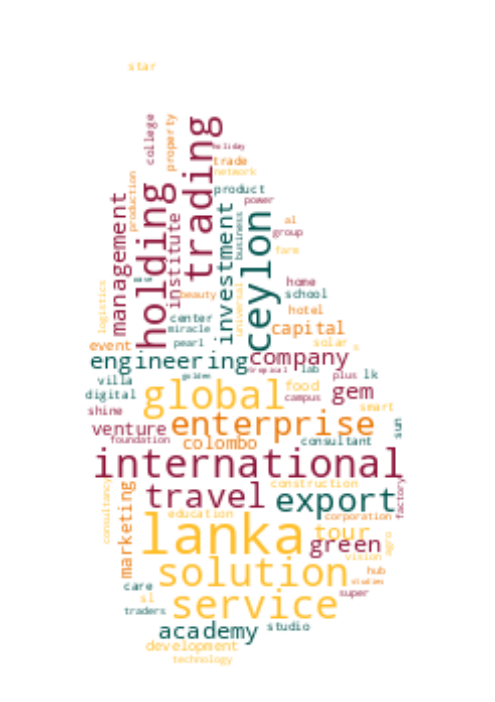 star
college
property
trading
holiday
trade
network
production
management
holding
institute
investment
product
power
business
ceylon
al
group
farm
logistics
beauty
universal
home
school
hotel
center
miracle
pearl
capital
solar
s
event
engineering
company
golden
tropical
lab
plus
lk
villa
digital
shine
global
food
campus
gem
smart
venture
enterprise
sun
foundation
colombo
consultant
international
consultancy
marketing
travel
construction
export
factory
education
corporation
lanka
tour
green
agro
vision
solution
hub
studies
care
sl
traders
service
super
academy
studio
development
technology